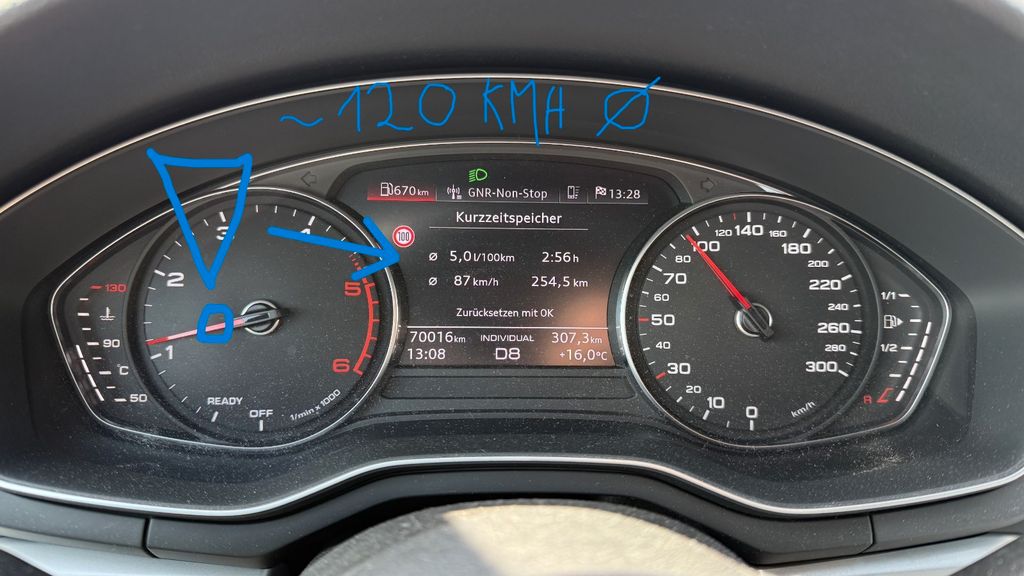 ~ 120 KMH Ø
670 km GNR-Non-Stop 13:28
Kurzzeitspeicher
100
Ø 5,0 l/100km 2:56 h
Ø 87 km/h 254,5 km
Zurücksetzen mit OK
70016 km INDIVIDUAL 307,3 km
13:08 D8 +16,0 °C
130
90
°C
50
OFF
READY
1
2
3
4
5
6
1/min x 1000
0
10
20
30
40
50
60
70
80
100
120
140
160
180
200
220
240
260
280
300
km/h
1/1
1/2
R